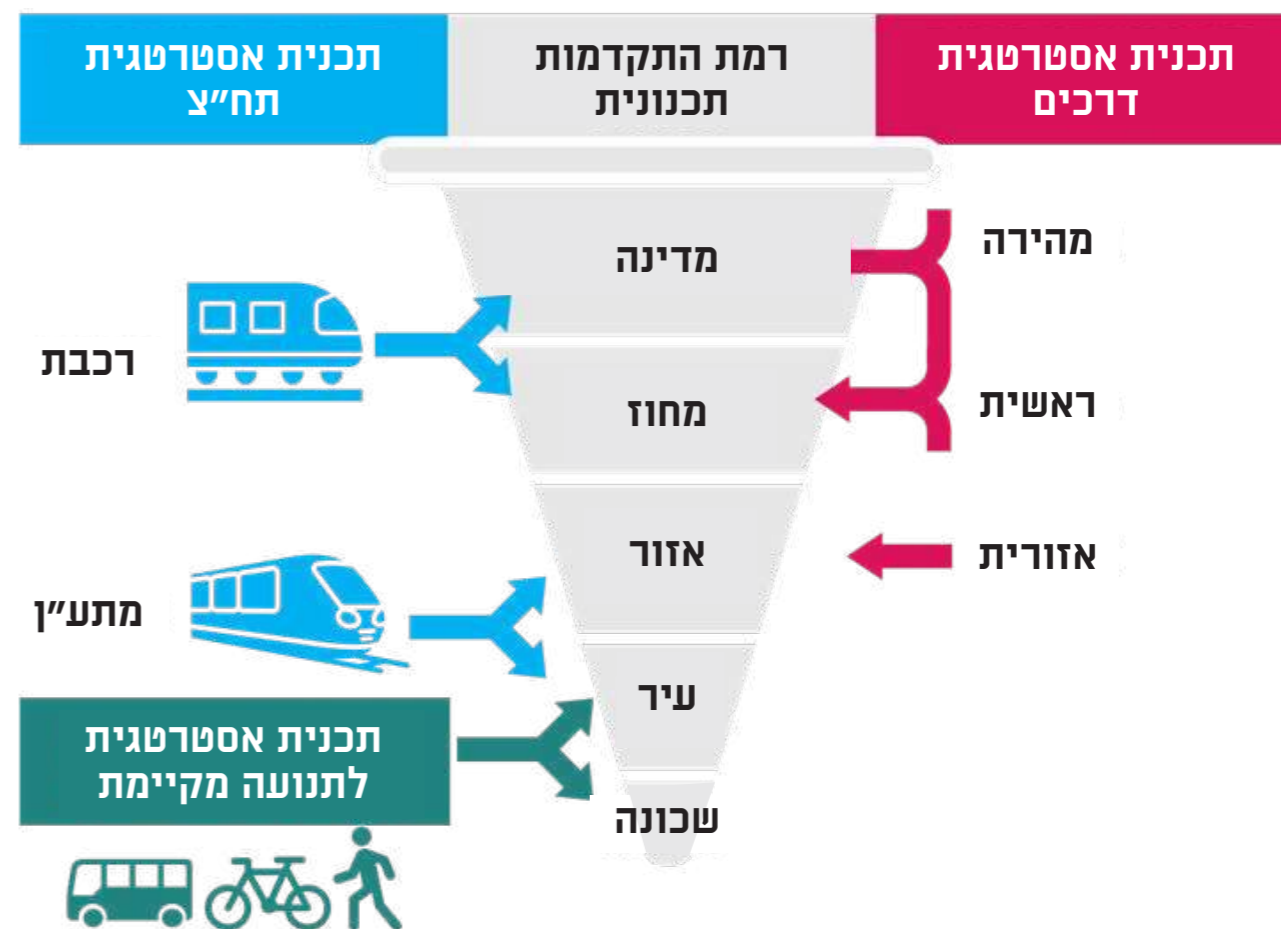 תכנית אסטרטגית
דרכים
רמת התקדמות
תכנונית
תכנית אסטרטגית
תח״צ
מהירה
מדינה
רכבת
ראשית
מחוז
אזורית
אזור
מתע״ן
עיר
תכנית אסטרטגית
לתנועה מקיימת
שכונה